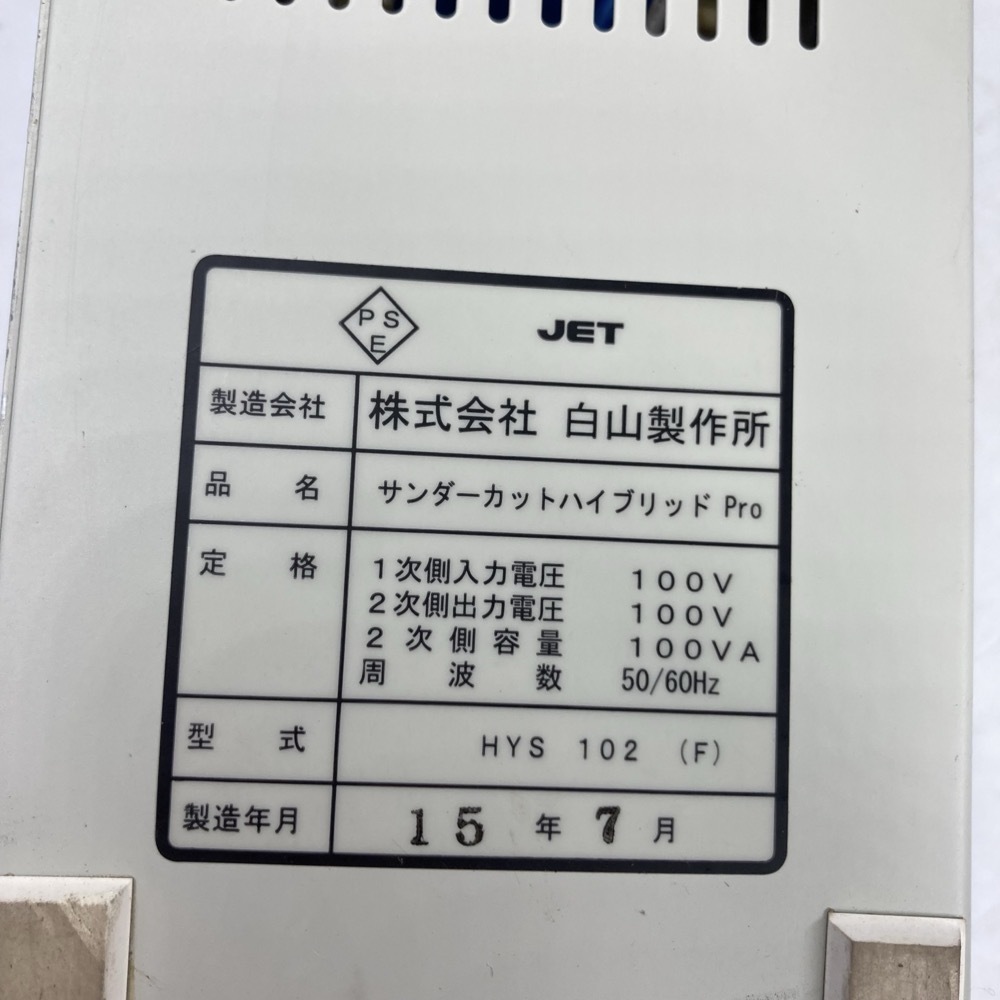 PS
E
JET
製造会社 株式会社 白山製作所
品 名 サンダーカットハイブリッド Pro
定 格 1次側入力電圧 100V
2次側出力電圧 100V
2次側容量 100VA
周波数 50/60Hz
型 式 HYS 102 (F)
製造年月 15年7月